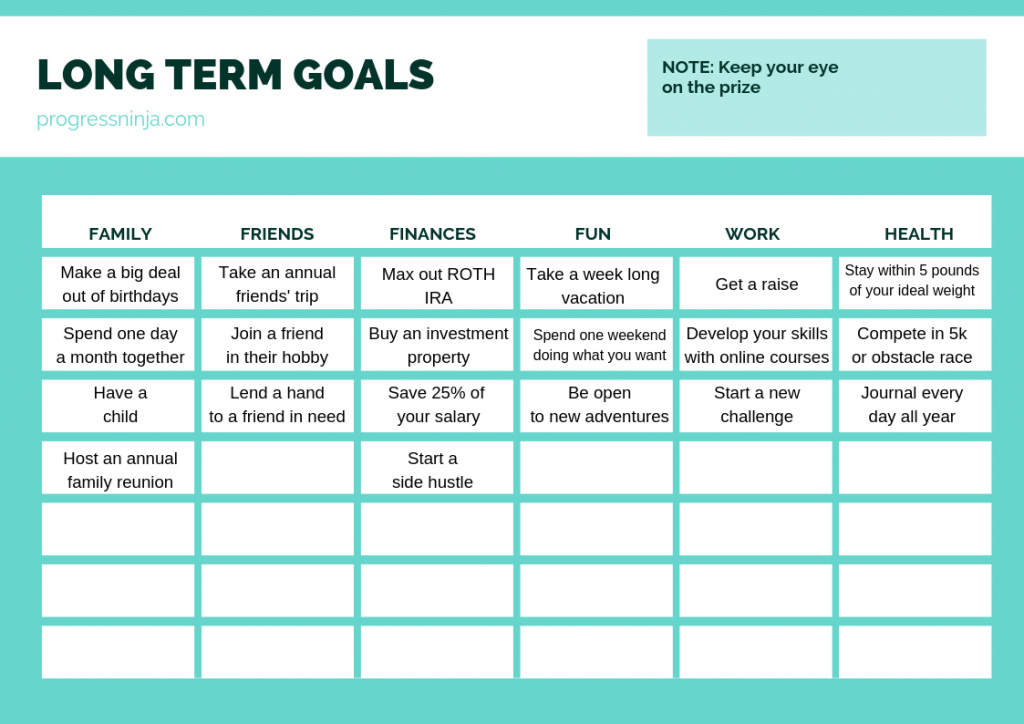 LONG TERM GOALS
progressninja.com
NOTE: Keep your eye
on the prize
FAMILY
FRIENDS
FINANCES
FUN
WORK
HEALTH
Make a big deal
out of birthdays
Take an annual
friends' trip
Max out ROTH
IRA
Take a week long
vacation
Get a raise
Stay within 5 pounds
of your ideal weight
Spend one day
a month together
Join a friend
in their hobby
Buy an investment
property
Spend one weekend
doing what you want
Develop your skills
with online courses
Compete in 5k
or obstacle race
Have a
child
Lend a hand
to a friend in need
Save 25% of
your salary
Be open
to new adventures
Start a new
challenge
Journal every
day all year
Host an annual
family reunion
Start a
side hustle